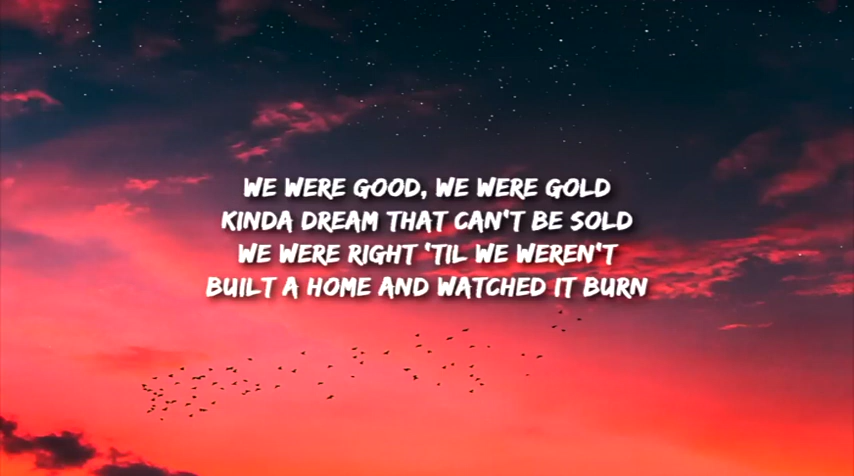 WE WERE GOOD, WE WERE GOLD
KINDA DREAM THAT CAN'T BE SOLD
WE WERE RIGHT 'TIL WE WEREN'T
BUILT A HOME AND WATCHED IT BURN